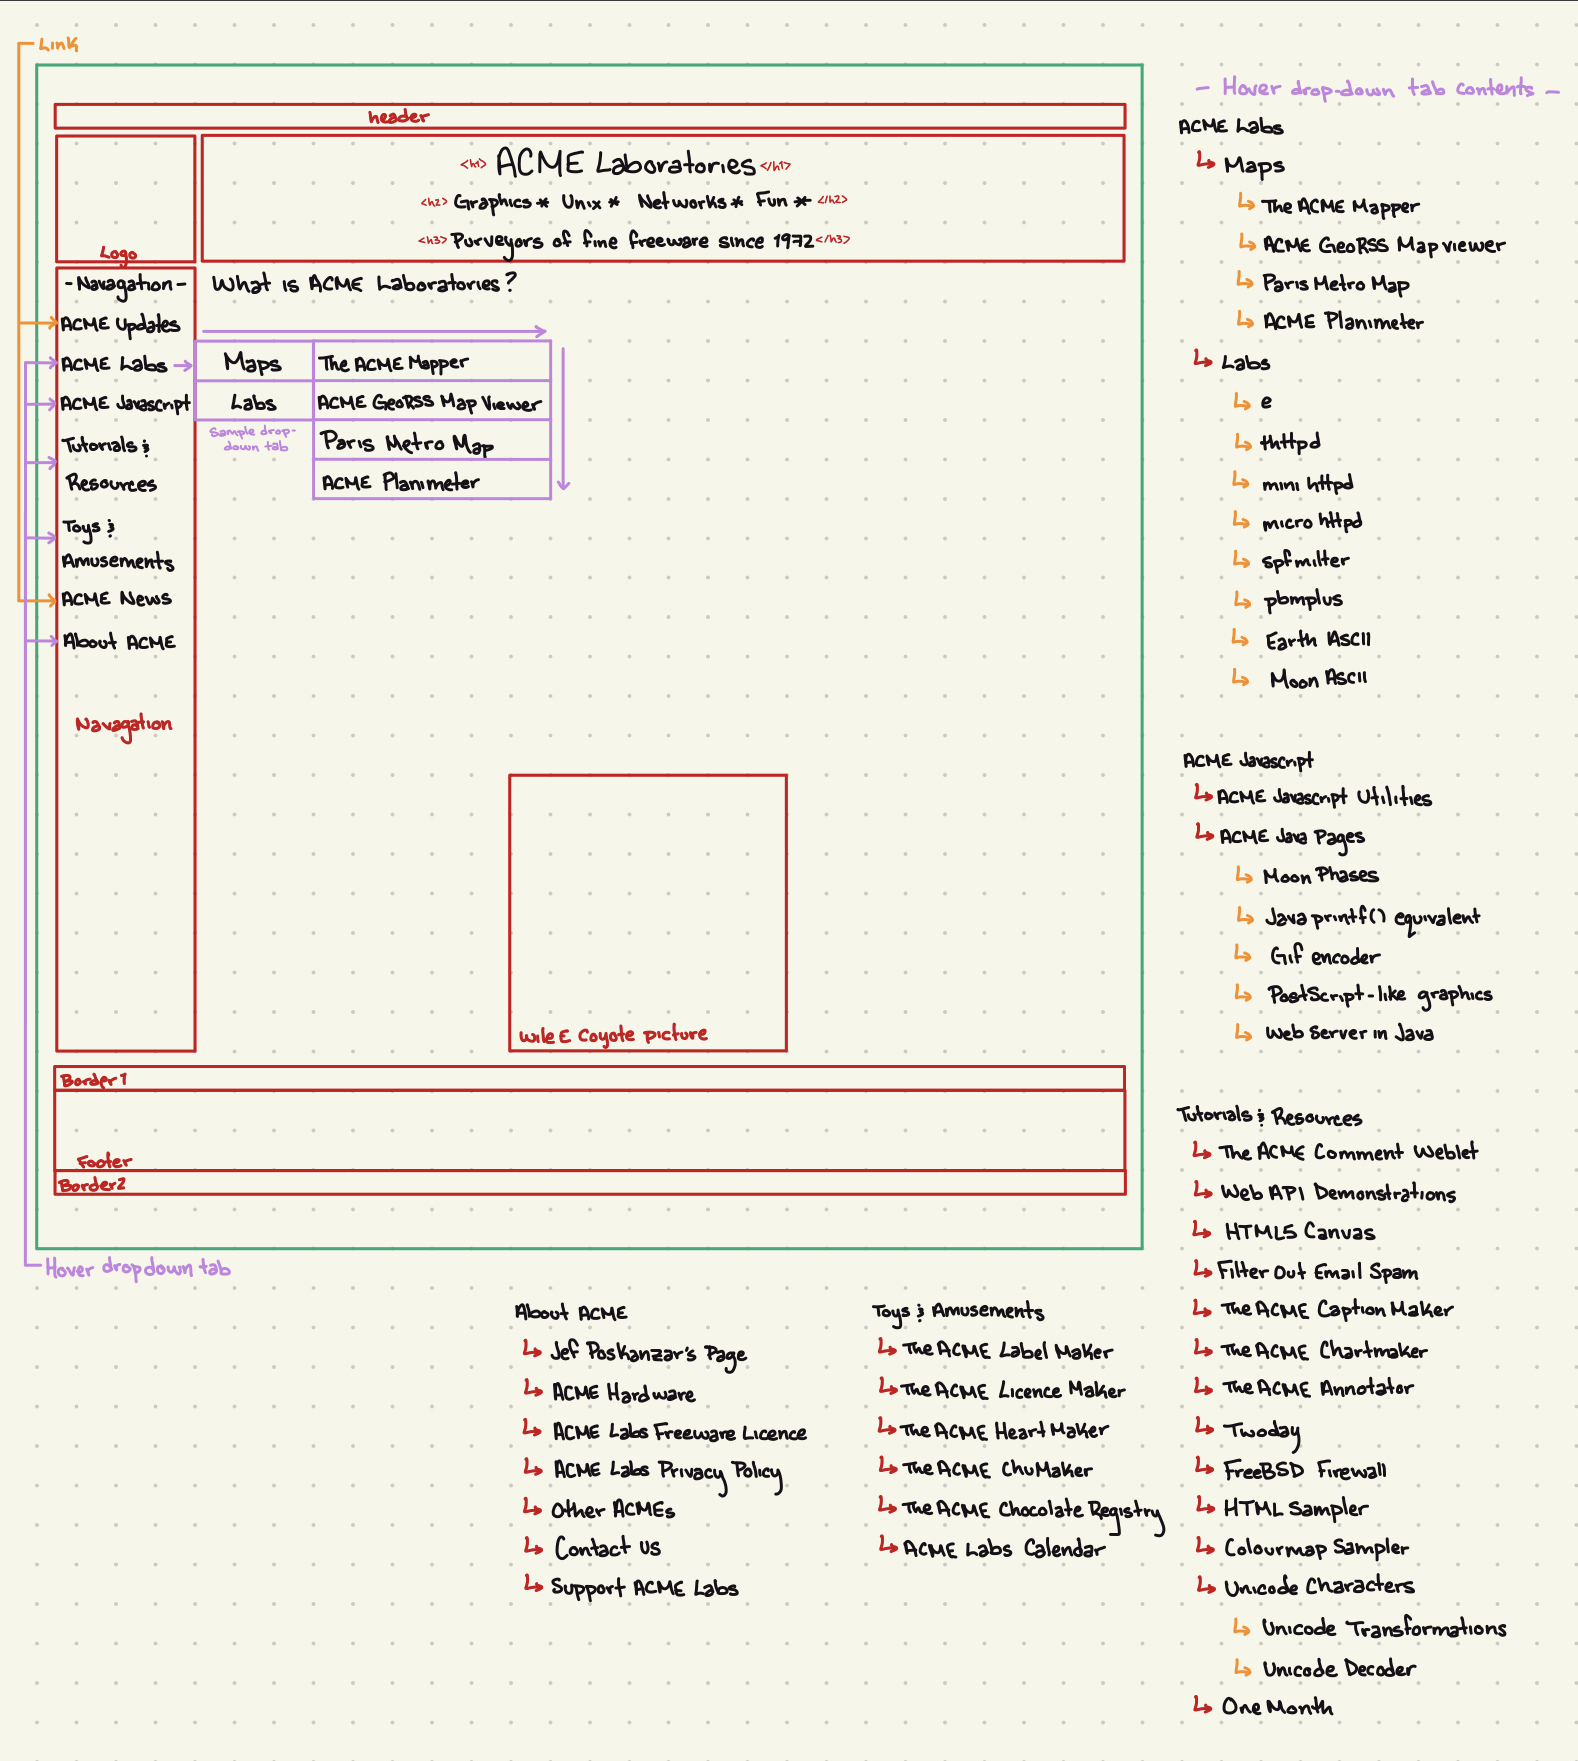 Link
header
<h1> ACME Laboratories </h1>
<h2> Graphics * Unix * Networks * Fun * </h2>
<h3> Purveyors of fine freeware since 1972 </h3>
Logo
- Navagation -
What is ACME Laboratories?
ACME Updates
ACME Labs
ACME Javascript
Tutorials &
Resources
Toys &
Amusements
ACME News
About ACME
Navagation
Maps
The ACME Mapper
Labs
ACME GeoRSS Map Viewer
Sample drop-
down tab
Paris Metro Map
ACME Planimeter
Wile E Coyote picture
Border 1
Footer
Border 2
Hover dropdown tab
- Hover drop-down tab contents -
ACME Labs
Maps
The ACME Mapper
ACME GeoRSS Map viewer
Paris Metro Map
ACME Planimeter
Labs
e
thttpd
mini httpd
micro httpd
spfmilter
pbmplus
Earth ASCII
Moon ASCII
ACME Javascript
ACME Javascript Utilities
ACME Java Pages
Moon Phases
Java printf() equivalent
Gif encoder
PostScript-like graphics
Web Server in Java
Tutorials & Resources
The ACME Comment Weblet
Web API Demonstrations
HTML5 Canvas
Filter Out Email Spam
The ACME Caption Maker
The ACME Chartmaker
The ACME Annotator
Twoday
FreeBSD Firewall
HTML Sampler
Colourmap Sampler
Unicode Characters
Unicode Transformations
Unicode Decoder
One Month
About ACME
Jef Poskanzar's Page
ACME Hardware
ACME Labs Freeware Licence
ACME Labs Privacy Policy
Other ACMEs
Contact Us
Support ACME Labs
Toys & Amusements
The ACME Label Maker
The ACME Licence Maker
The ACME Heart Maker
The ACME Chu Maker
The ACME Chocolate Registry
ACME Labs Calendar